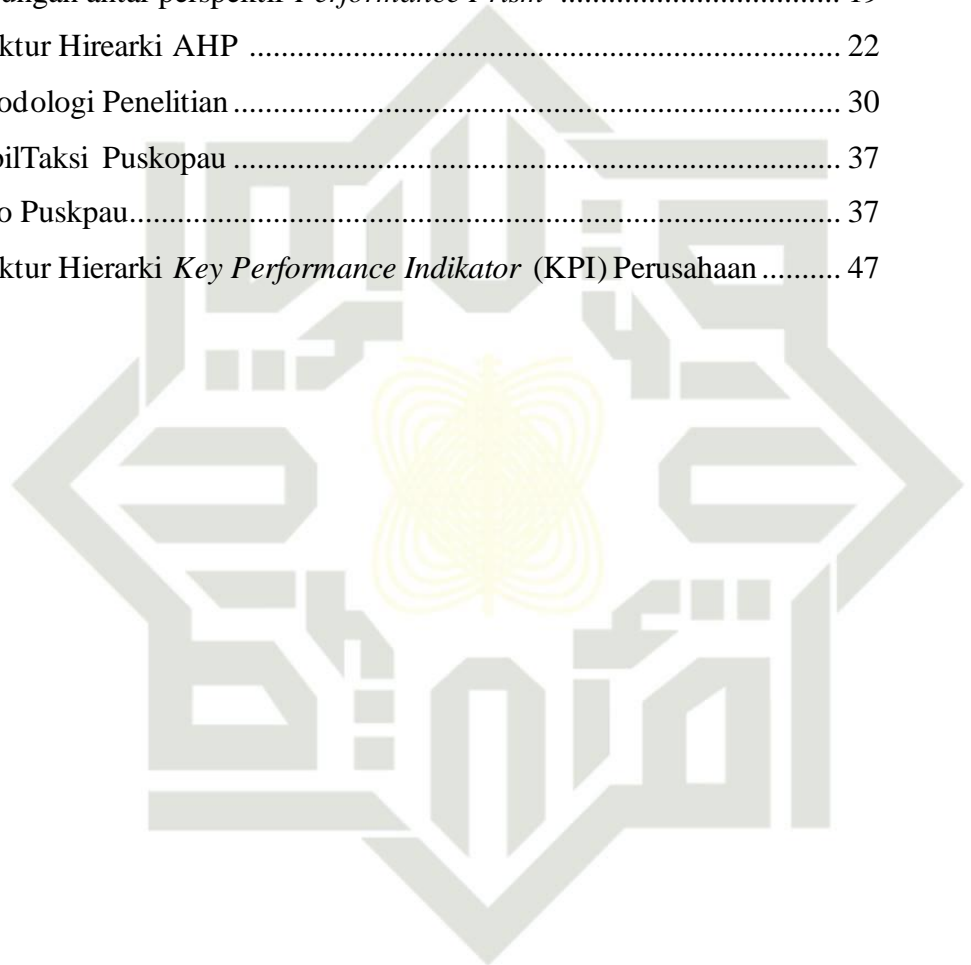 ungan antar perspektif Performance Prism ........................................ 19
ktur Hirearki AHP .................................................................................... 22
odologi Penelitian ...................................................................................... 30
bilTaksi Puskopau ...................................................................................... 37
o Puskpau..................................................................................................... 37
ktur Hierarki Key Performance Indikator (KPI) Perusahaan .......... 47